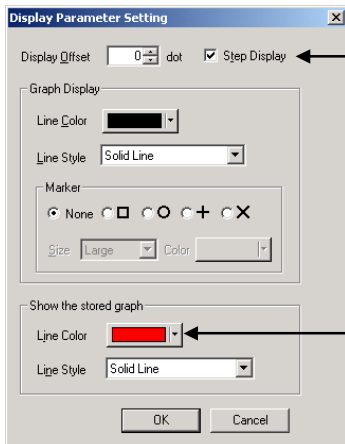 Display Parameter Setting
Display Offset 0 dot Step Display
Graph Display
Line Color
Line Style Solid Line
Marker
None
Size Large Color
Show the stored graph
Line Color
Line Style Solid Line
OK Cancel